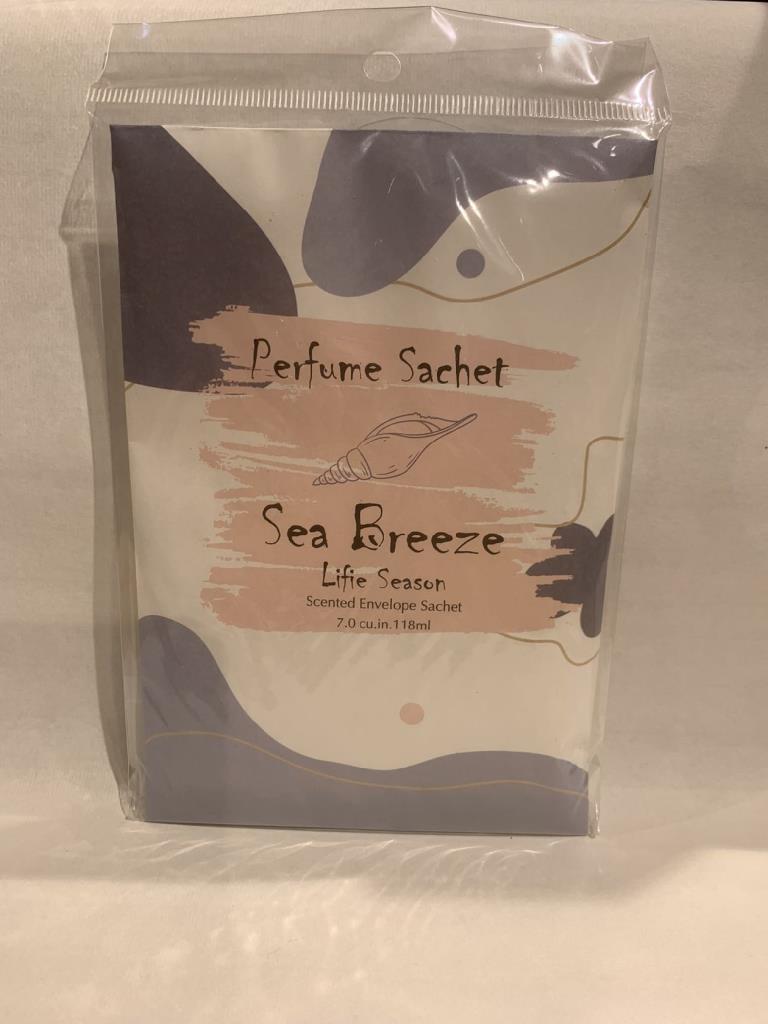 Perfume Sachet
Sea Breeze
Lifie Season
Scented Envelope Sachet
7.0 cu.in.118ml